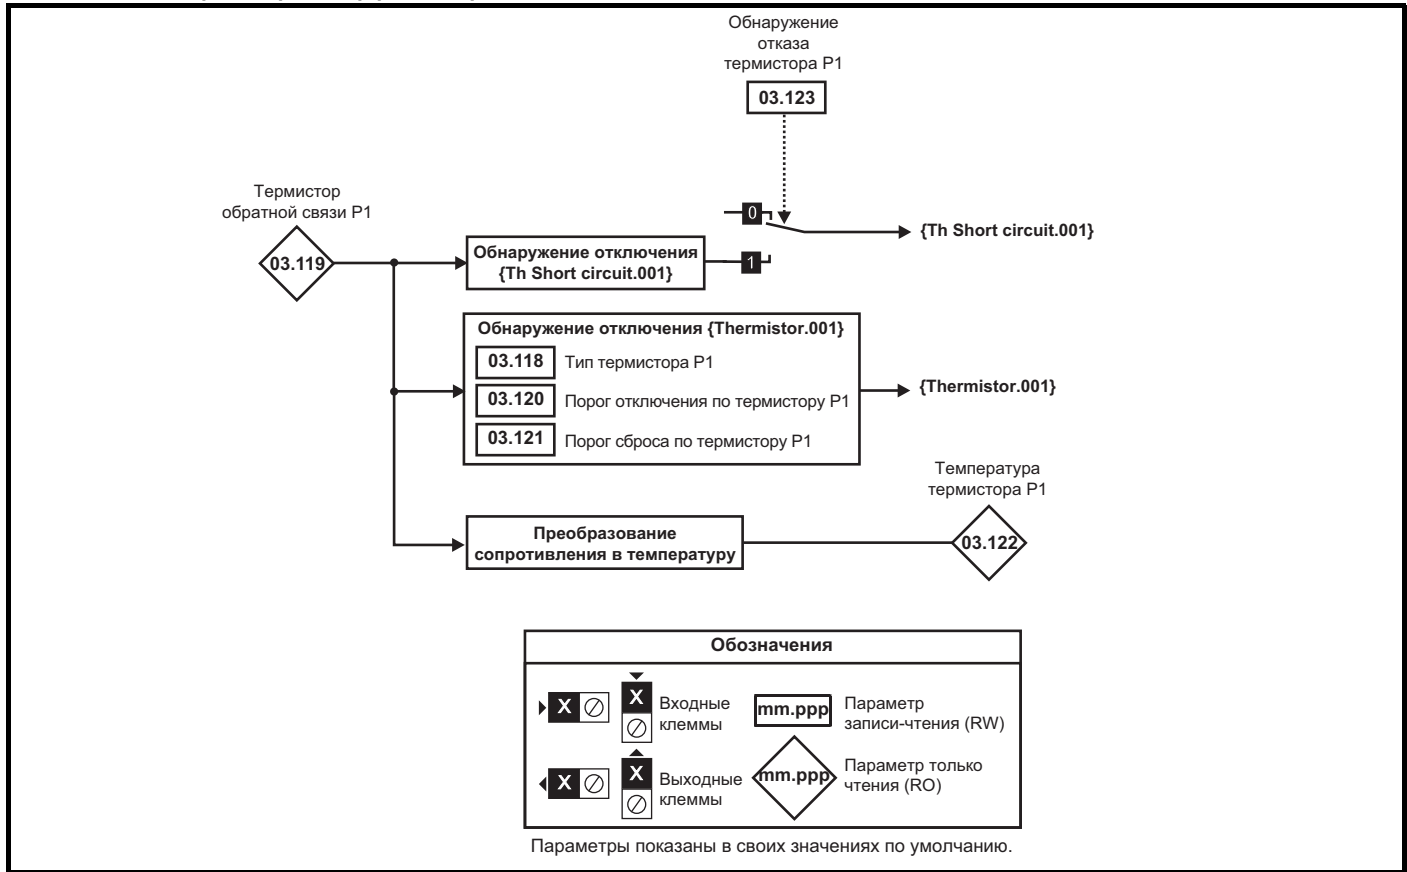 Обнаружение
отказа
термистора P1
03.123
Термистор
обратной связи P1
03.119
0
{Th Short circuit.001}
Обнаружение отключения
{Th Short circuit.001}
1
Обнаружение отключения {Thermistor.001}
03.118 Тип термистора P1
03.120 Порог отключения по термистору P1
03.121 Порог сброса по термистору P1
{Thermistor.001}
Температура
термистора P1
03.122
Преобразование
сопротивления в температуру
Обозначения
X
X
Входные
клеммы
mm.ppp
Параметр
записи-чтения (RW)
X
X
Выходные
клеммы
mm.ppp
Параметр только
чтения (RO)
Параметры показаны в своих значениях по умолчанию.